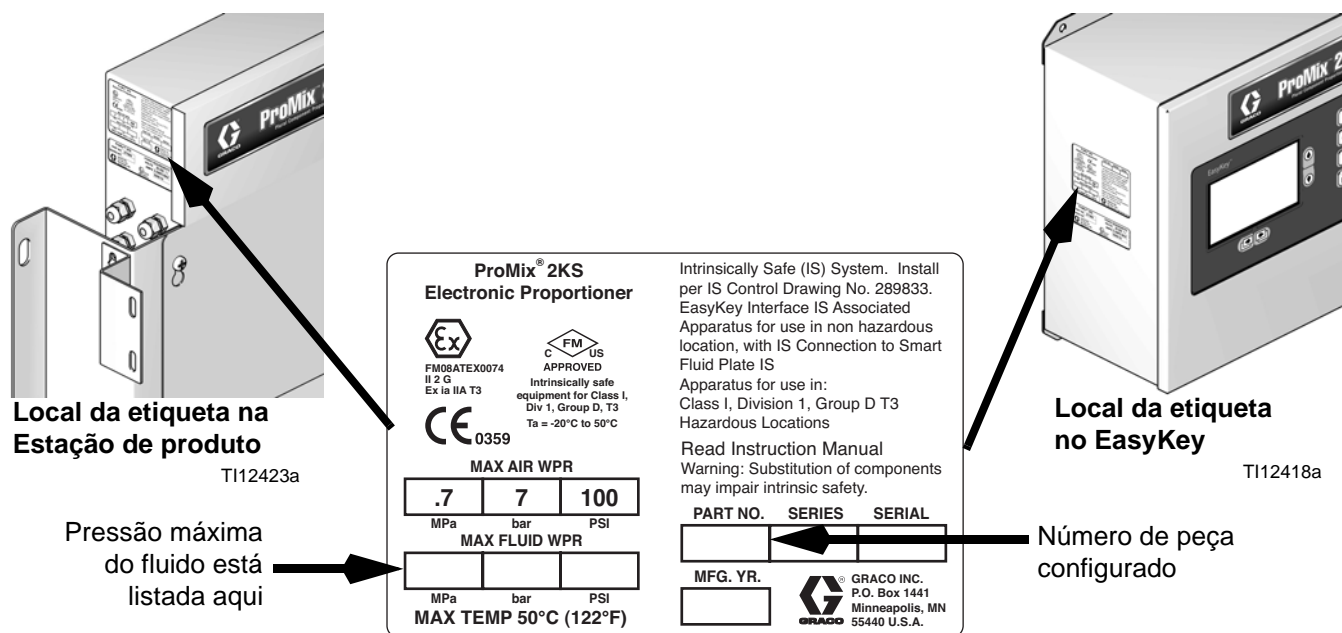 ProMix
GRACO
Local da etiqueta na
Estação de produto
TI12423a
Pressão máxima
do fluido está
listada aqui
ProMix® 2KS
Electronic Proportioner
Ex
FM08ATEX0074
II 2 G
Ex ia IIA T3
CE 0359
C FM US
APPROVED
Intrinsically safe
equipment for Class I,
Div 1, Group D, T3
Ta = -20°C to 50°C
MAX AIR WPR
.7 7 100
MPa bar PSI
MAX FLUID WPR
MPa bar PSI
MAX TEMP 50°C (122°F)
Intrinsically Safe (IS) System. Install
per IS Control Drawing No. 289833.
EasyKey Interface IS Associated
Apparatus for use in non hazardous
location, with IS Connection to Smart
Fluid Plate IS
Apparatus for use in:
Class I, Division 1, Group D T3
Hazardous Locations
Read Instruction Manual
Warning: Substitution of components
may impair intrinsic safety.
PART NO. SERIES SERIAL
MFG. YR.
GRACO
®
GRACO INC.
P.O. Box 1441
Minneapolis, MN
55440 U.S.A.
ProMix 2
GRACO
EasyKey
Local da etiqueta
no EasyKey
TI12418a
Número de peça
configurado